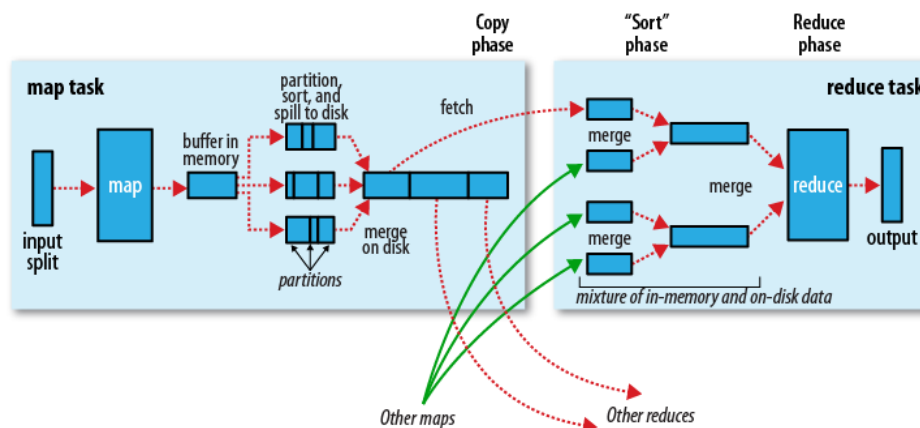 Copy
phase
“Sort”
phase
Reduce
phase
map task
partition,
sort, and
spill to disk
buffer in
memory
map
input
split
partitions
merge
on disk
fetch
reduce task
merge
merge
merge
reduce
output
mixture of in-memory and on-disk data
Other maps
Other reduces